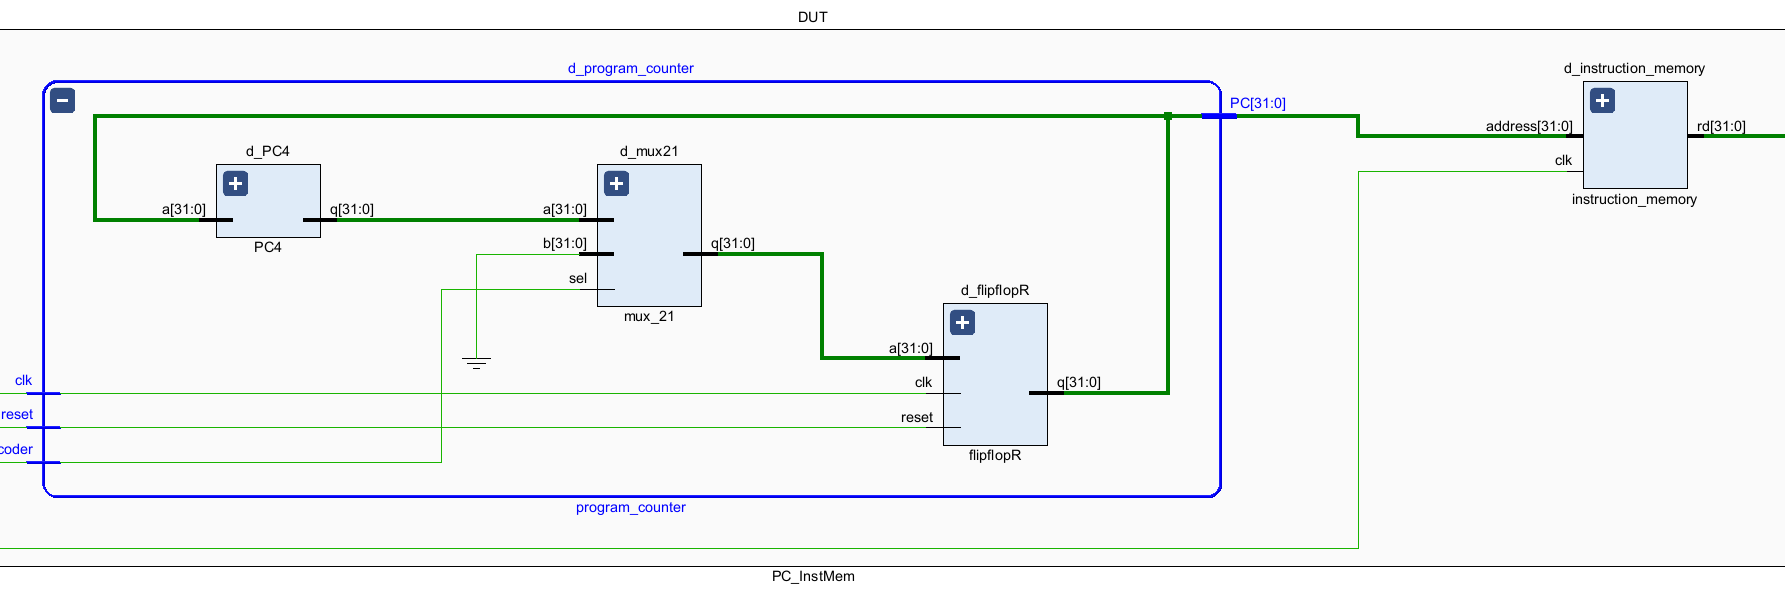 DUT
d_program_counter
PC[31:0]
d_instruction_memory
address[31:0]
rd[31:0]
clk
instruction_memory
d_PC4
a[31:0]
q[31:0]
PC4
d_mux21
a[31:0]
b[31:0]
sel
q[31:0]
mux_21
d_flipflopR
a[31:0]
clk
reset
q[31:0]
flipflopR
clk
reset
coder
program_counter
PC_InstMem